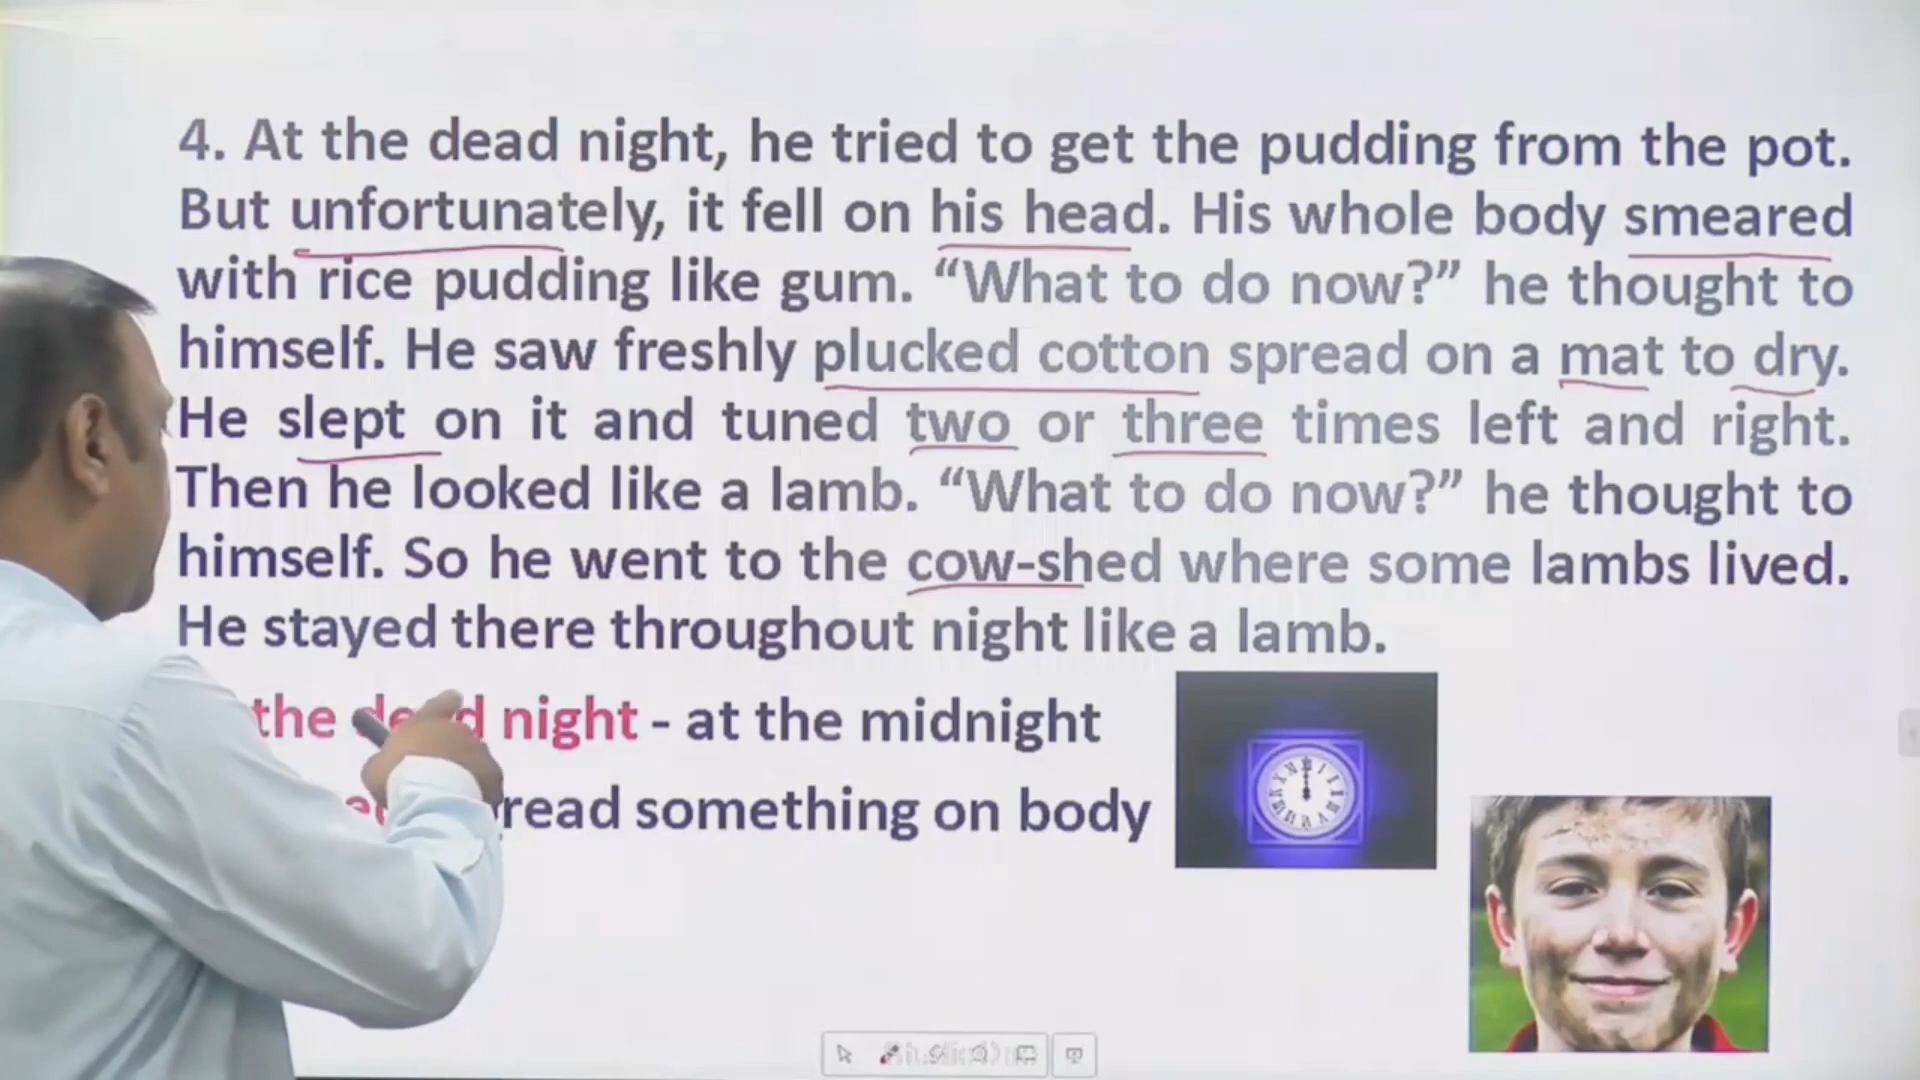 4. At the dead night, he tried to get the pudding from the pot.
But unfortunately, it fell on his head. His whole body smeared
with rice pudding like gum. “What to do now?” he thought to
himself. He saw freshly plucked cotton spread on a mat to dry.
He slept on it and tuned two or three times left and right.
Then he looked like a lamb. “What to do now?” he thought to
himself. So he went to the cow-shed where some lambs lived.
He stayed there throughout night like a lamb.
the dead night - at the midnight
something on body